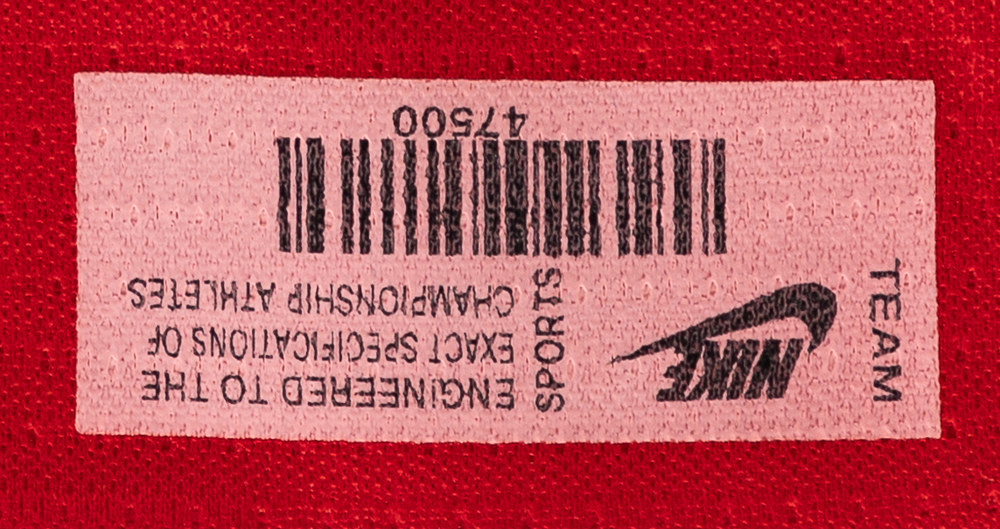 TEAM
NIKE
SPORTS
ENGINEERED TO THE
EXACT SPECIFICATIONS OF
CHAMPIONSHIP ATHLETES
47500